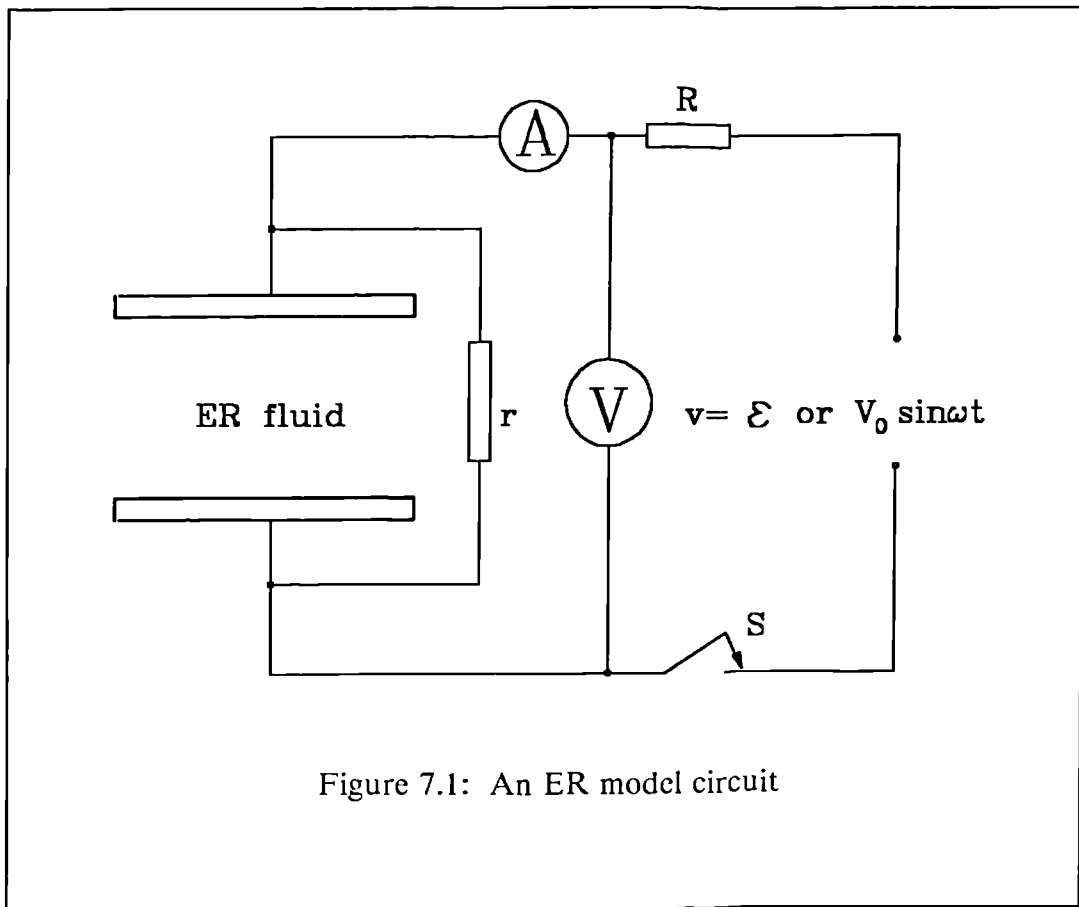 R
A
ER fluid
r
V
v= ℰ or V₀ sinωt
S
Figure 7.1: An ER model circuit